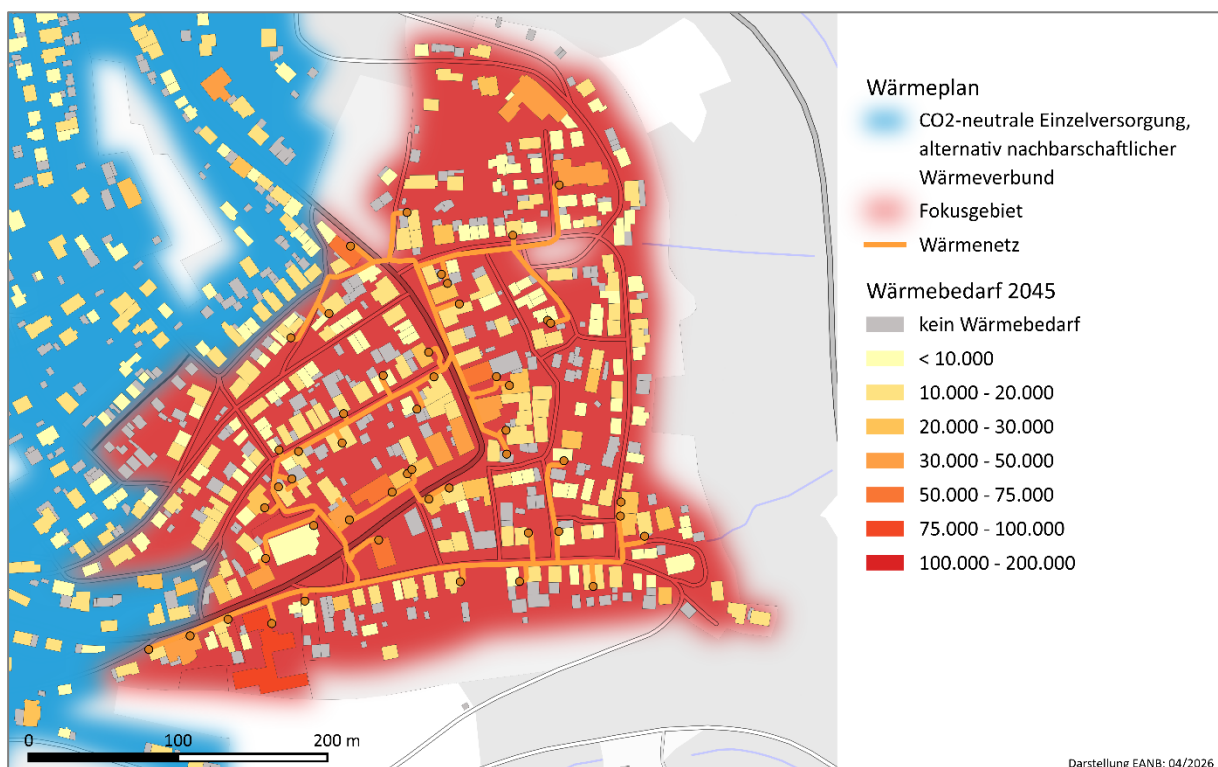 Wärmeplan
CO2-neutrale Einzelversorgung,
alternativ nachbarschaftlicher
Wärmeverbund
Fokusgebiet
Wärmenetz
Wärmebedarf 2045
kein Wärmebedarf
< 10.000
10.000 - 20.000
20.000 - 30.000
30.000 - 50.000
50.000 - 75.000
75.000 - 100.000
100.000 - 200.000
0 100 200 m
Darstellung EANB: 04/2026